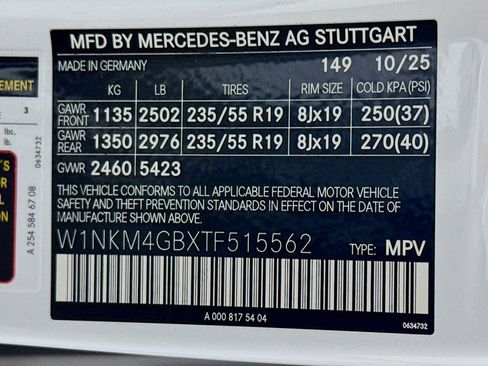 MFD BY MERCEDES-BENZ AG STUTTGART
MADE IN GERMANY 149 10/25
KG LB TIRES RIM SIZE COLD KPA (PSI)
GAWR FRONT 1135 2502 235/55 R19 8Jx19 250(37)
GAWR REAR 1350 2976 235/55 R19 8Jx19 270(40)
GVWR 2460 5423
THIS VEHICLE CONFORMS TO ALL APPLICABLE FEDERAL MOTOR VEHICLE
SAFETY AND THEFT PREVENTION STANDARDS IN EFFECT ON THE DATE
OF MANUFACTURE SHOWN ABOVE.
W1NKM4GBXTF515562 TYPE: MPV
A 000 817 54 04
0634732
EMENT
3
lbs.
lb.
0634732
A 254 584 67 08